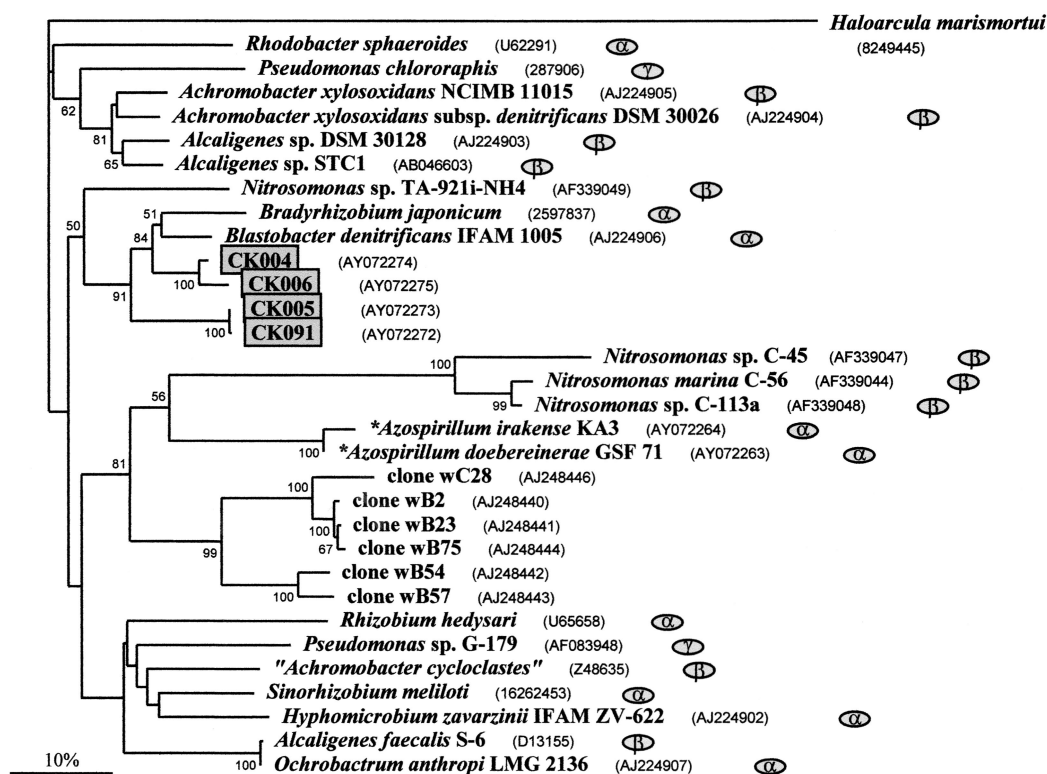 Haloarcula marismortui
(8249445)
Rhodobacter sphaeroides (U62291) α
Pseudomonas chlororaphis (287906) γ
62
Achromobacter xylosoxidans NCIMB 11015 (AJ224905) β
Achromobacter xylosoxidans subsp. denitrificans DSM 30026 (AJ224904) β
81
Alcaligenes sp. DSM 30128 (AJ224903) β
65
Alcaligenes sp. STC1 (AB046603) β
Nitrosomonas sp. TA-921i-NH4 (AF339049) β
50
51
Bradyrhizobium japonicum (2597837) α
84
Blastobacter denitrificans IFAM 1005 (AJ224906) α
CK004 (AY072274)
100
CK006 (AY072275)
91
CK005 (AY072273)
100
CK091 (AY072272)
100
Nitrosomonas sp. C-45 (AF339047) β
Nitrosomonas marina C-56 (AF339044) β
56
99
Nitrosomonas sp. C-113a (AF339048) β
*Azospirillum irakense KA3 (AY072264) α
100
*Azospirillum doebereinerae GSF 71 (AY072263) α
81
clone wC28 (AJ248446)
100
clone wB2 (AJ248440)
100
clone wB23 (AJ248441)
99
67
clone wB75 (AJ248444)
clone wB54 (AJ248442)
100
clone wB57 (AJ248443)
Rhizobium hedysari (U65658) α
Pseudomonas sp. G-179 (AF083948) γ
"Achromobacter cycloclastes" (Z48635) β
Sinorhizobium meliloti (16262453) α
Hyphomicrobium zavarzinii IFAM ZV-622 (AJ224902) α
Alcaligenes faecalis S-6 (D13155) β
10%
100
Ochrobactrum anthropi LMG 2136 (AJ224907) α